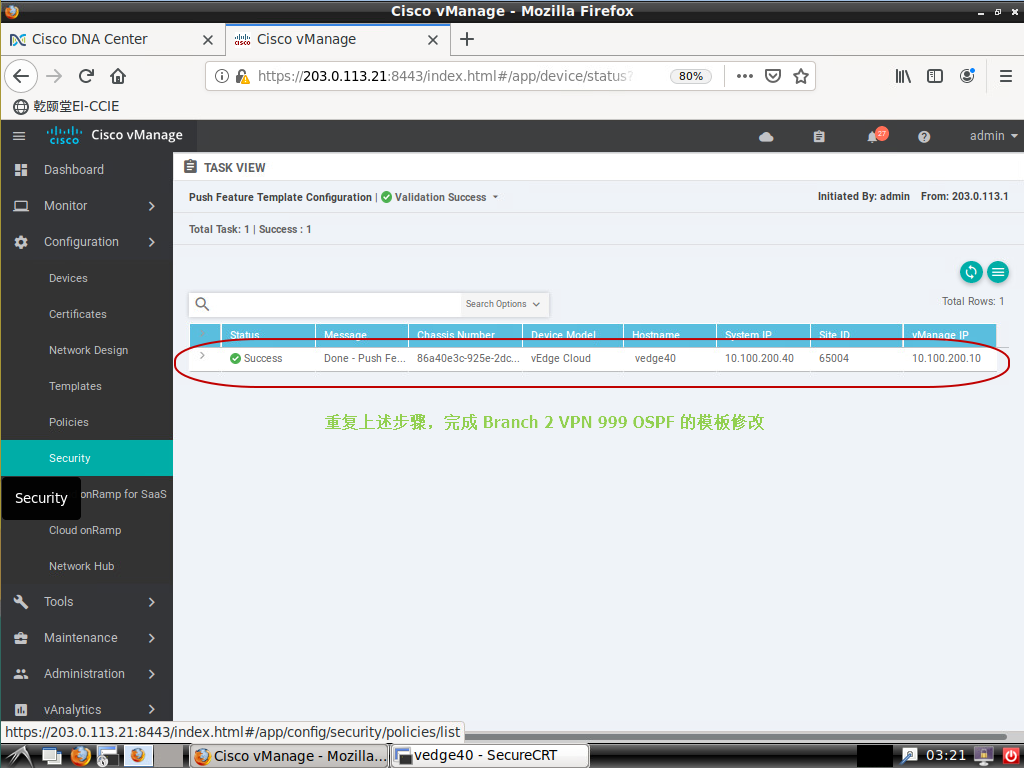 Cisco vManage - Mozilla Firefox
Cisco DNA Center
Cisco vManage
https://203.0.113.21:8443/index.html#/app/device/status?
80%
乾颐堂EI-CCIE
cisco
Cisco vManage
27
admin
Dashboard
Monitor
Configuration
Devices
Certificates
Network Design
Templates
Policies
Security
onRamp for SaaS
Security
Cloud onRamp
Network Hub
Tools
Maintenance
Administration
vAnalytics
TASK VIEW
Push Feature Template Configuration | Validation Success
Initiated By: admin From: 203.0.113.1
Total Task: 1 | Success : 1
Search Options
Total Rows: 1
Status Message Chassis Number Device Model Hostname System IP Site ID vManage IP
Success Done - Push Fe... 86a40e3c-925e-2dc... vEdge Cloud vedge40 10.100.200.40 65004 10.100.200.10
重复上述步骤，完成 Branch 2 VPN 999 OSPF 的模板修改
https://203.0.113.21:8443/index.html#/app/config/security/policies/list
Cisco vManage - Mozilla...
vedge40 - SecureCRT
03:21